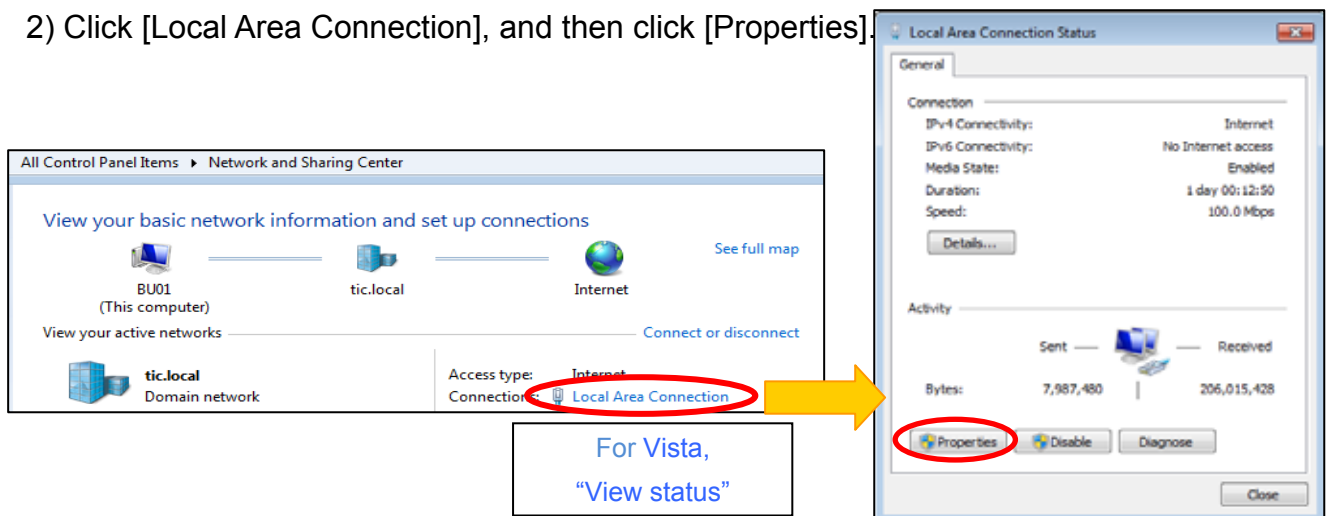 2) Click [Local Area Connection], and then click [Properties].
All Control Panel Items ▸ Network and Sharing Center
View your basic network information and set up connections
See full map
BU01
(This computer)
tic.local
Internet
View your active networks
Connect or disconnect
tic.local
Domain network
Access type: Internet
Connections: Local Area Connection
For Vista,
“View status”
Local Area Connection Status
General
Connection
IPv4 Connectivity: Internet
IPv6 Connectivity: No Internet access
Media State: Enabled
Duration: 1 day 00:12:50
Speed: 100.0 Mbps
Details...
Activity
Sent — Received
Bytes: 7,987,480 | 206,015,428
Properties Disable Diagnose
Close